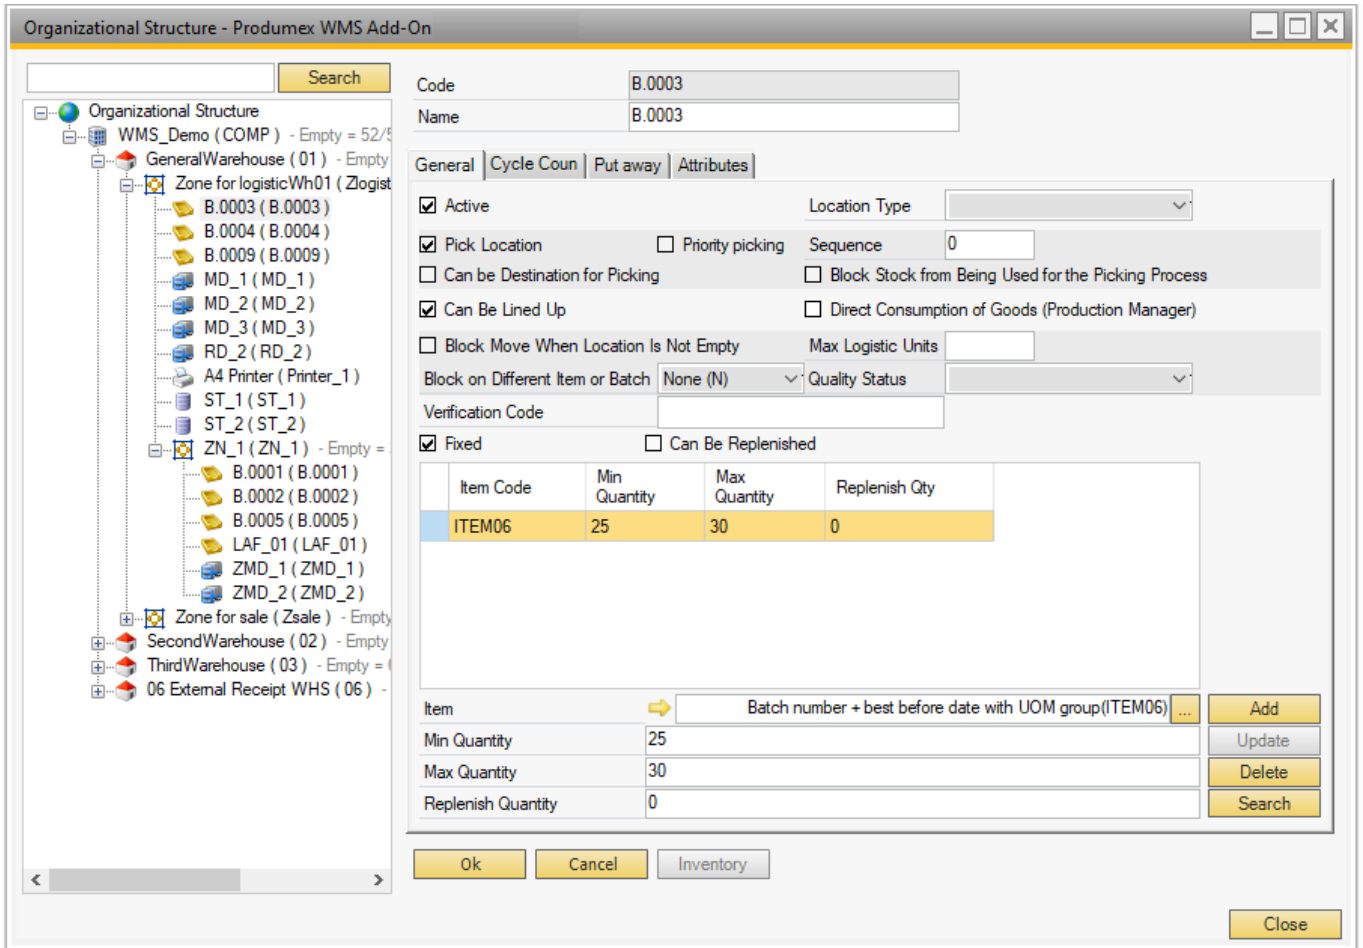 Organizational Structure - Produmex WMS Add-On
Search
Organizational Structure
WMS_Demo ( COMP ) - Empty = 52/5
GeneralWarehouse ( 01 ) - Empty
Zone for logisticWh01 ( Zlogist
B.0003 ( B.0003 )
B.0004 ( B.0004 )
B.0009 ( B.0009 )
MD_1 ( MD_1 )
MD_2 ( MD_2 )
MD_3 ( MD_3 )
RD_2 ( RD_2 )
A4 Printer ( Printer_1 )
ST_1 ( ST_1 )
ST_2 ( ST_2 )
ZN_1 ( ZN_1 ) - Empty =
B.0001 ( B.0001 )
B.0002 ( B.0002 )
B.0005 ( B.0005 )
LAF_01 ( LAF_01 )
ZMD_1 ( ZMD_1 )
ZMD_2 ( ZMD_2 )
Zone for sale ( Zsale ) - Empty
SecondWarehouse ( 02 ) - Empty
ThirdWarehouse ( 03 ) - Empty =
06 External Receipt WHS ( 06 ) -
Code B.0003
Name B.0003
General Cycle Coun Put away Attributes
Active Location Type
Pick Location Priority picking Sequence 0
Can be Destination for Picking Block Stock from Being Used for the Picking Process
Can Be Lined Up Direct Consumption of Goods (Production Manager)
Block Move When Location Is Not Empty Max Logistic Units
Block on Different Item or Batch None (N) Quality Status
Verification Code
Fixed Can Be Replenished
Item Code Min Quantity Max Quantity Replenish Qty
ITEM06 25 30 0
Item Batch number + best before date with UOM group(ITEM06) ... Add
Min Quantity 25 Update
Max Quantity 30 Delete
Replenish Quantity 0 Search
Ok Cancel Inventory
Close